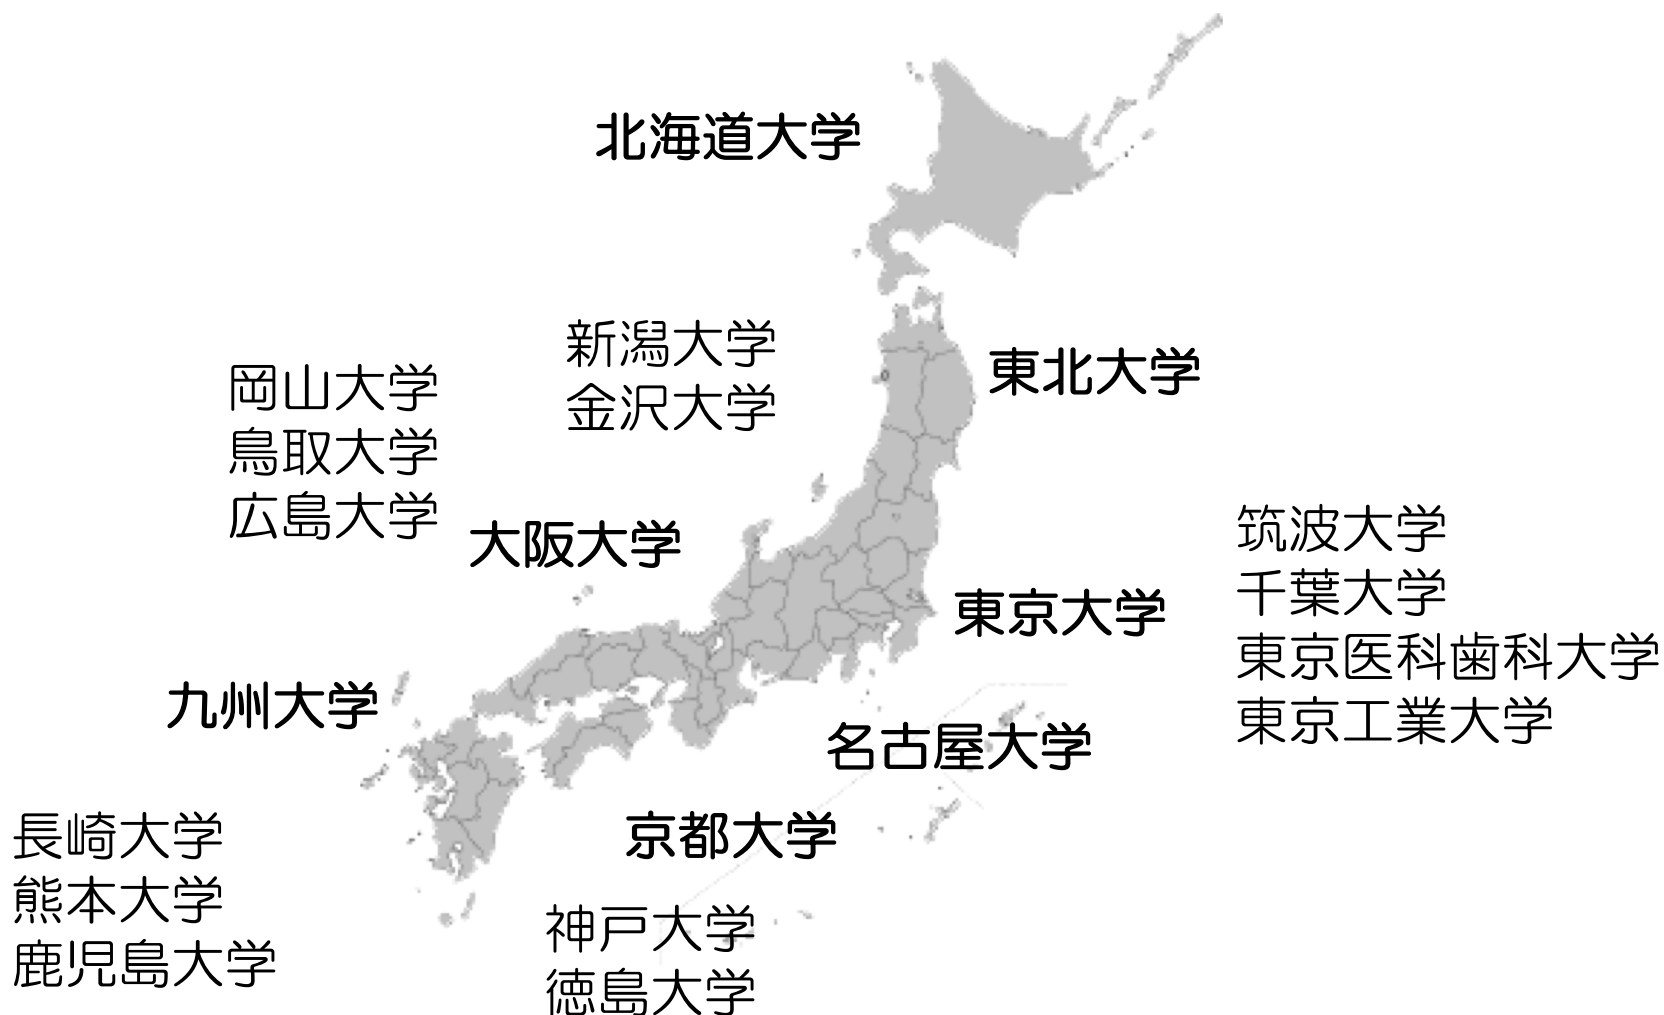 北海道大学
新潟大学
金沢大学
東北大学
岡山大学
鳥取大学
広島大学
大阪大学
筑波大学
千葉大学
東京医科歯科大学
東京工業大学
東京大学
九州大学
名古屋大学
京都大学
長崎大学
熊本大学
鹿児島大学
神戸大学
徳島大学